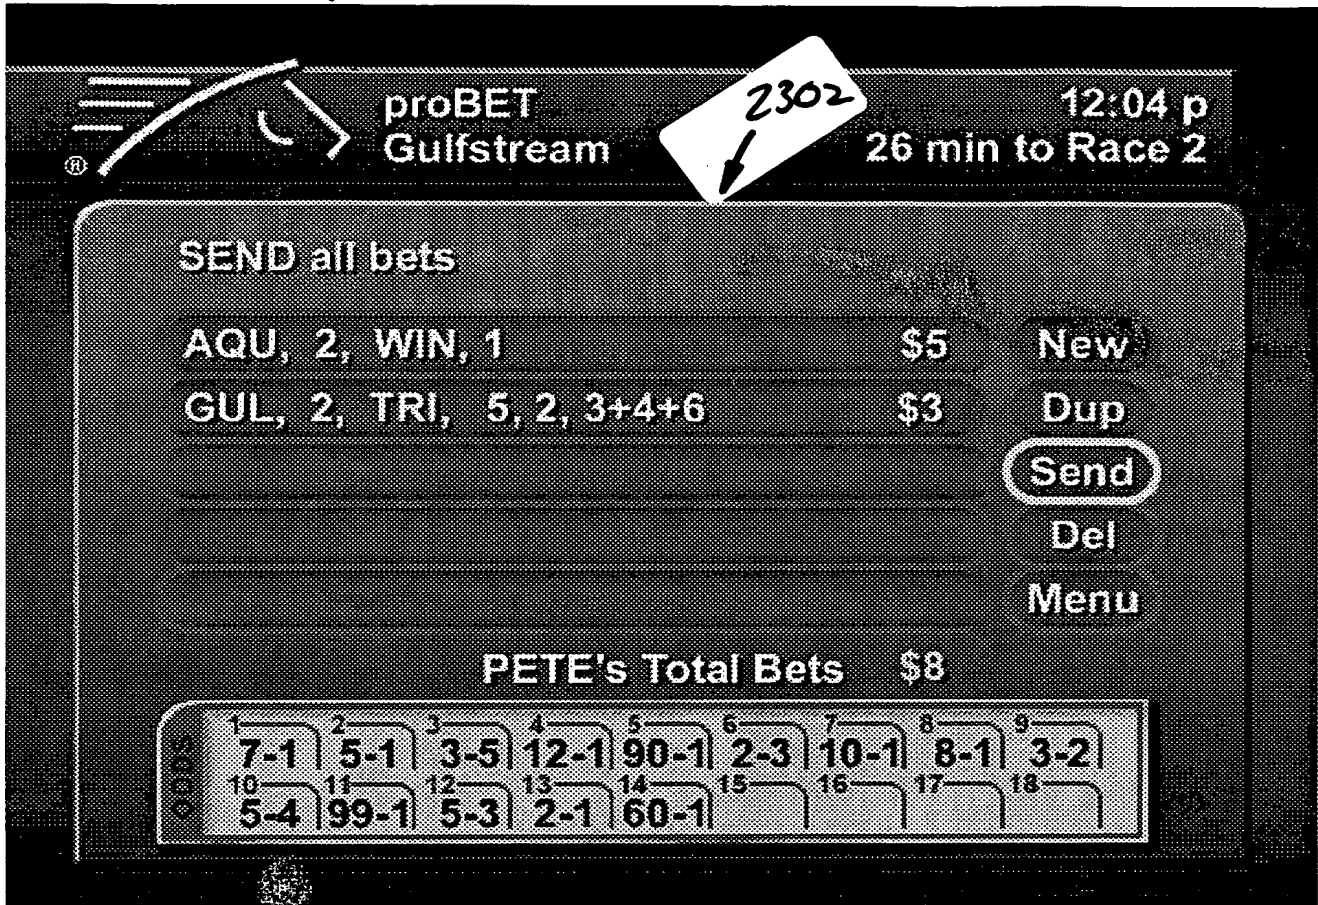 proBET
Gulfstream
2302
12:04 p
26 min to Race 2
®
SEND all bets
AQU, 2, WIN, 1 $5 New
GUL, 2, TRI, 5, 2, 3+4+6 $3 Dup
Send
Del
Menu
PETE's Total Bets $8
ODDS
1 7-1 2 5-1 3 3-5 4 12-1 5 90-1 6 2-3 7 10-1 8 8-1 9 3-2
10 5-4 11 99-1 12 5-3 13 2-1 14 60-1 15 16 17 18